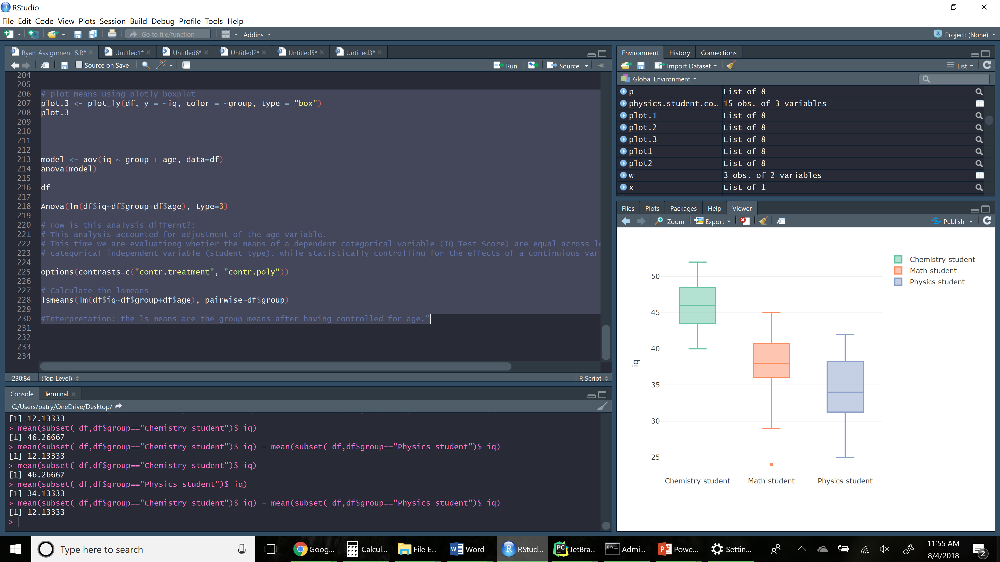 RStudio
File Edit Code View Plots Session Build Debug Profile Tools Help
Go to file/function Addins Project: (None)
Ryan_Assignment_5.R* Untitled1* Untitled6* Untitled2* Untitled5* Untitled3*
Source on Save Run Source
204
205
206 # plot means using plotly boxplot
207 plot.3 <- plot_ly(df, y = ~iq, color = ~group, type = "box")
208 plot.3
209
210
211
212
213 model <- aov(iq ~ group + age, data=df)
214 anova(model)
215
216 df
217
218 Anova(lm(df$iq~df$group+df$age), type=3)
219
220 # How is this analysis differnt?:
221 # This analysis accounted for adjustment of the age variable.
222 # This time we are evaluationg whetier the means of a dependent categorical variable (IQ Test Score) are equal across
223 # categorical independent variable (student type), while statistically controlling for the effects of a continuious
224
225 options(contrasts=c("contr.treatment", "contr.poly"))
226
227 # Calculate the lsmeans
228 lsmeans(lm(df$iq~df$group+df$age), pairwise~df$group)
229
230 #Interpretation: the ls means are the group means after having controlled for age."
231
232
233
234
230:84 (Top Level) R Script
Console Terminal
C:/Users/patry/OneDrive/Desktop/
[1] 12.13333
> mean(subset( df,df$group=="Chemistry student")$ iq)
[1] 46.26667
> mean(subset( df,df$group=="Chemistry student")$ iq) - mean(subset( df,df$group=="Physics student")$ iq)
[1] 12.13333
> mean(subset( df,df$group=="Chemistry student")$ iq)
[1] 46.26667
> mean(subset( df,df$group=="Physics student")$ iq)
[1] 34.13333
> mean(subset( df,df$group=="Chemistry student")$ iq) - mean(subset( df,df$group=="Physics student")$ iq)
[1] 12.13333
>
Environment History Connections
Import Dataset List
Global Environment
p List of 8
physics.student.co… 15 obs. of 3 variables
plot.1 List of 8
plot.2 List of 8
plot.3 List of 8
plot1 List of 8
plot2 List of 8
w 3 obs. of 2 variables
x List of 1
Files Plots Packages Help Viewer
Zoom Export Publish
Chemistry student
Math student
Physics student
50
45
40
35
30
25
iq
Chemistry student Math student Physics student
Type here to search Goog... Calcul... File E... Word RStud... JetBra... Admi... Powe... Settin... 11:55 AM
8/4/2018 2